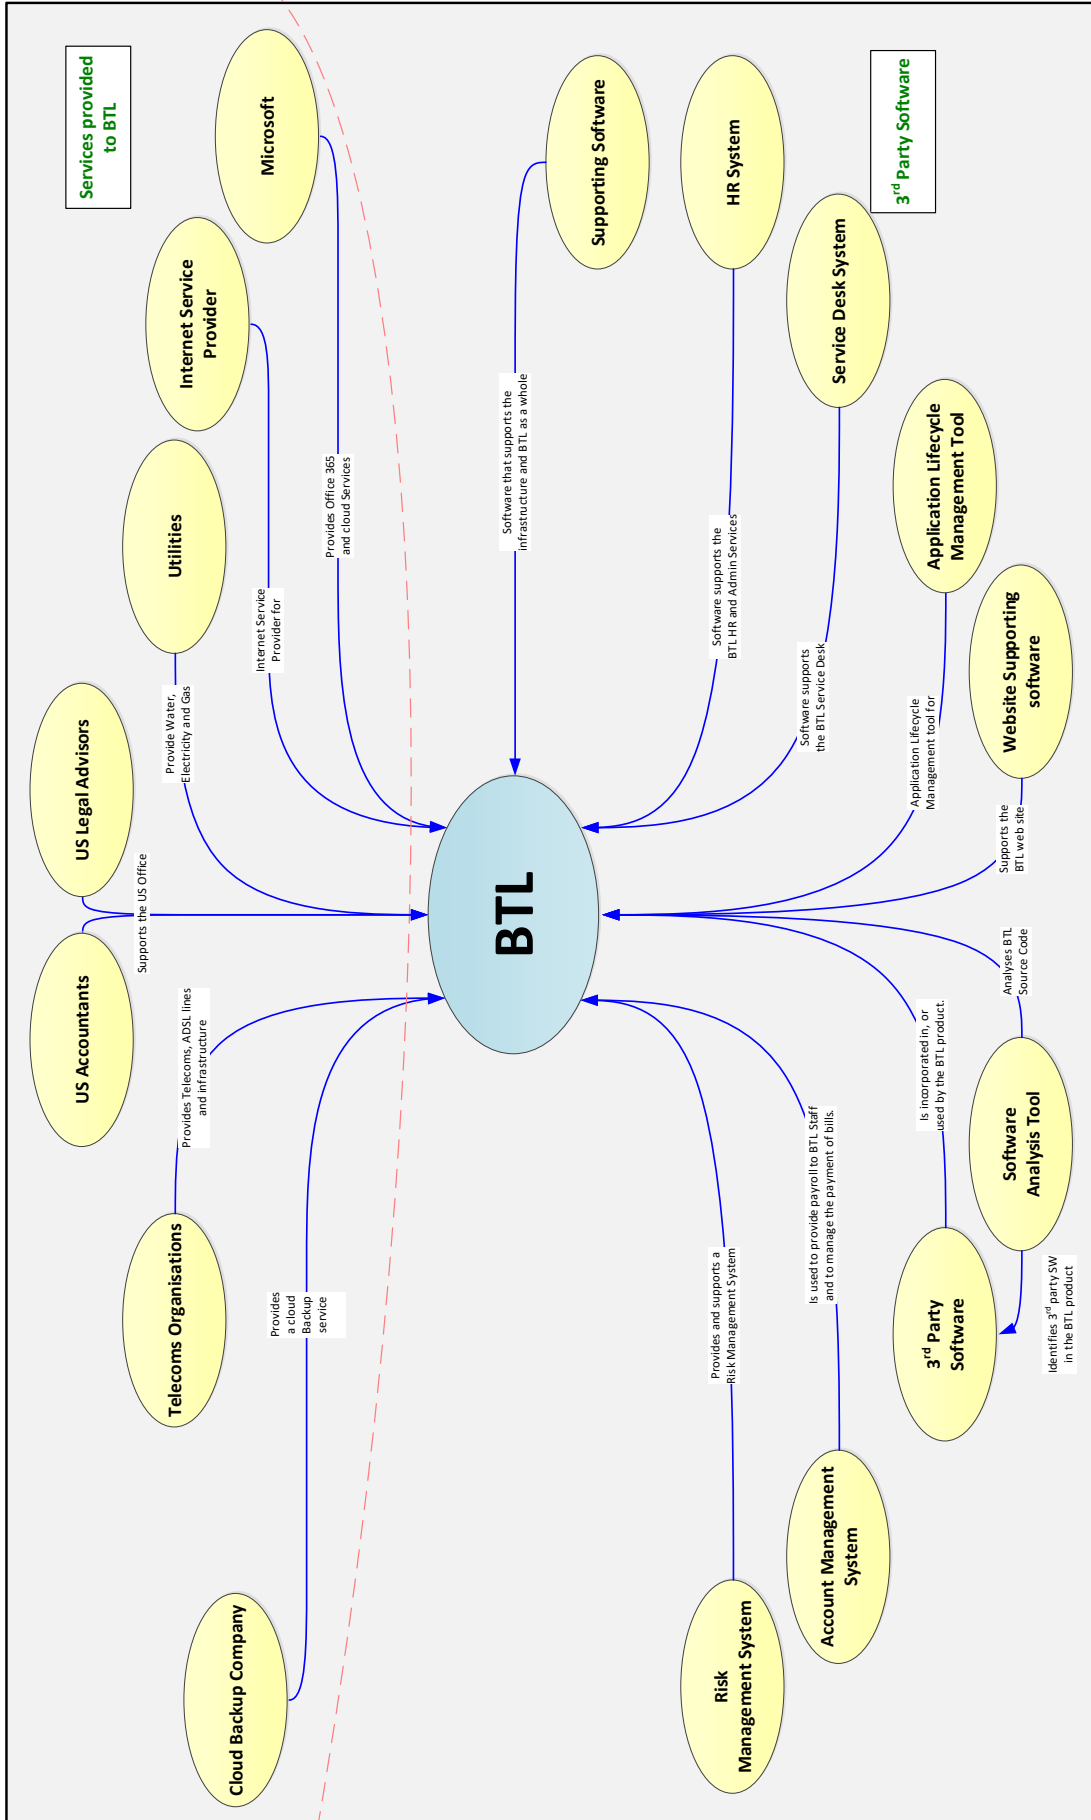 Services provided
to BTL
US Accountants
US Legal Advisors
Supports the US Office
Telecoms Organisations
Provides Telecoms, ADSL lines
and infrastructure
Utilities
Provide Water,
Electricity and Gas
Internet Service
Provider
Internet Service
Provider for
Cloud Backup Company
Provides
a cloud
Backup
service
Microsoft
Provides Office 365
and cloud Services
BTL
Supporting Software
Software that supports the
infrastructure and BTL as a whole
Risk
Management System
Provides and supports a
Risk Management System
HR System
Software supports the
BTL HR and Admin Services
Account Management
System
Is used to provide payroll to BTL Staff
and to manage the payment of bills.
Service Desk System
Software supports
the BTL Service Desk
3rd Party Software
3rd Party
Software
Is incorporated in, or
used by the BTL product.
Application Lifecycle
Management Tool
Application Lifecycle
Management tool for
Software
Analysis Tool
Analyses BTL
Source Code
Website Supporting
software
Supports the
BTL web site
Identifies 3rd party SW
in the BTL product